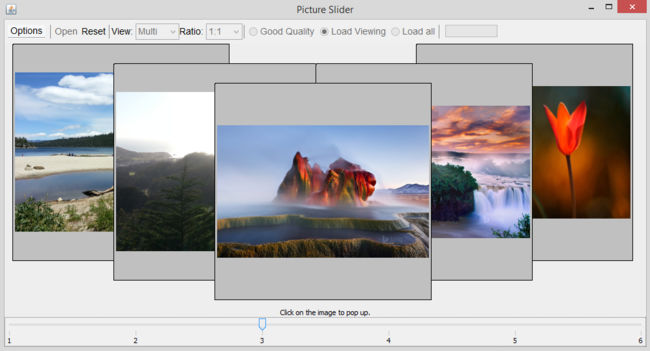 Picture Slider
Options Open Reset View: Multi Ratio: 1:1 Good Quality Load Viewing Load all
Click on the image to pop up.
1 2 3 4 5 6